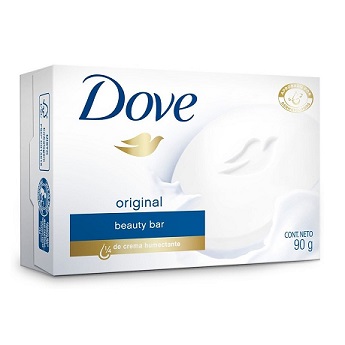 Dove
original
beauty bar
¼ de crema humectante
CONT. NETO
90 g